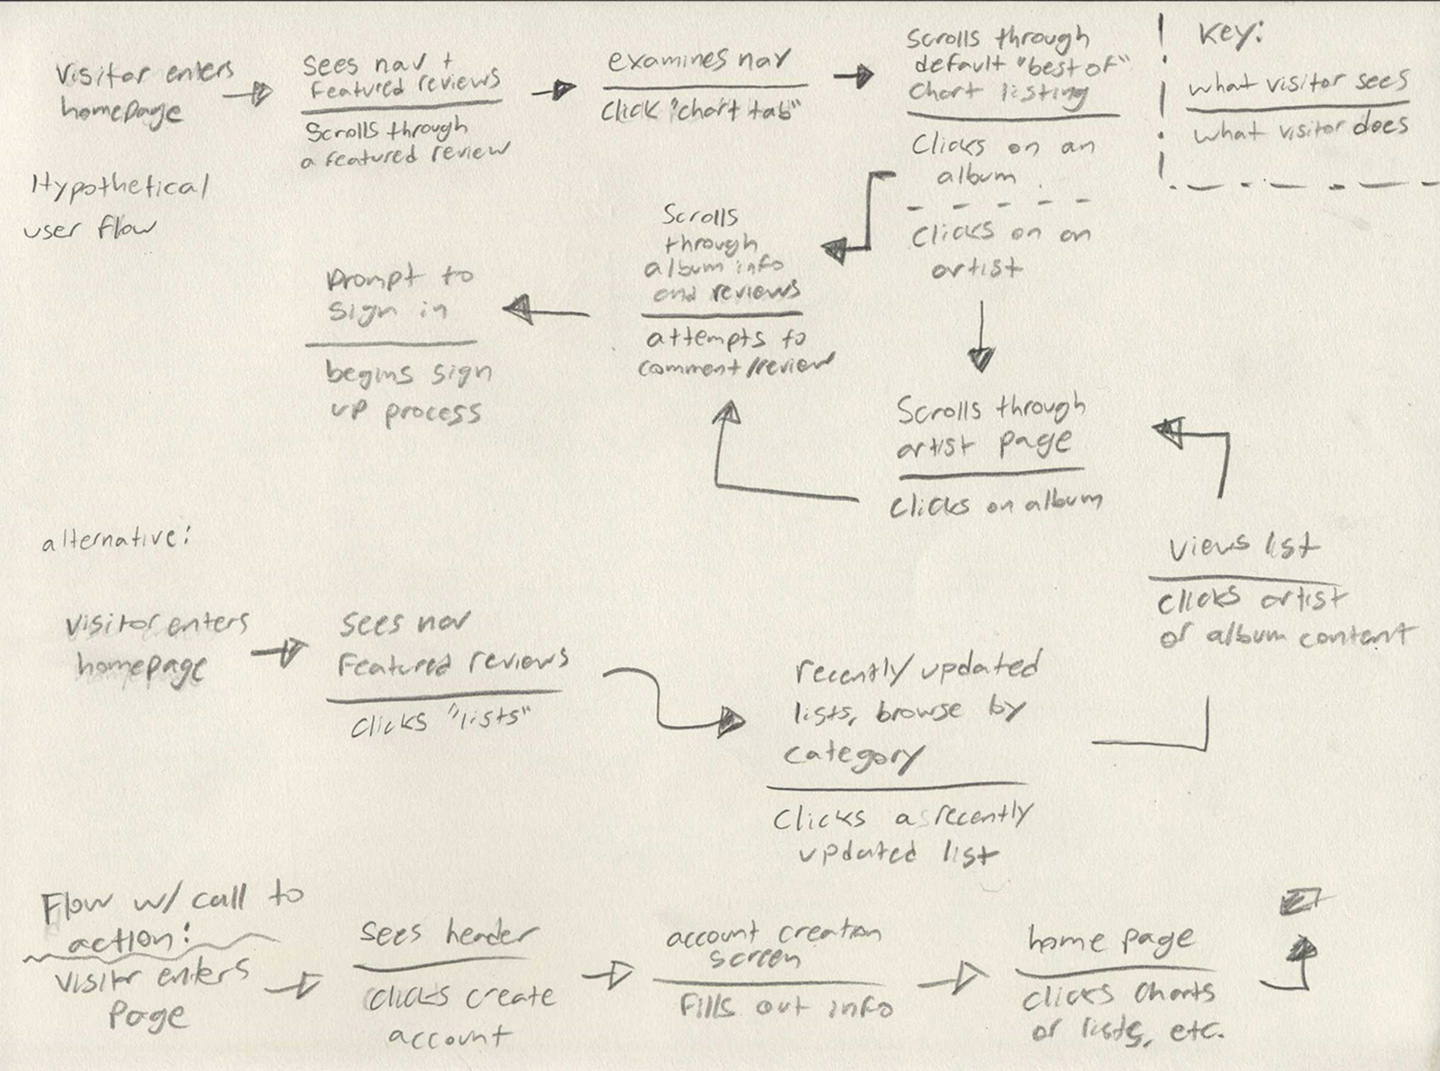 Visitor enters
homepage
Sees nav +
Featured reviews
Scrolls through
a featured review
examines nav
Click "chart tab"
Scrolls through
default "best of"
Chart listing
Clicks on an
album
Clicks on an
artist
Key:
what visitor sees
what visitor does
Hypothetical
user flow
Scrolls
through
album info
and reviews
attempts to
comment/review
Prompt to
sign in
begins sign
up process
Scrolls through
artist page
Clicks on album
alternative:
Visitor enters
homepage
Sees nav
Featured reviews
Clicks "lists"
recently updated
lists, browse by
category
Clicks a recently
updated list
Views list
Clicks artist
or album content
Flow w/ call to
action:
Visitor enters
Page
Sees header
Clicks create
account
account creation
screen
Fills out info
home page
Clicks Charts
or lists, etc.